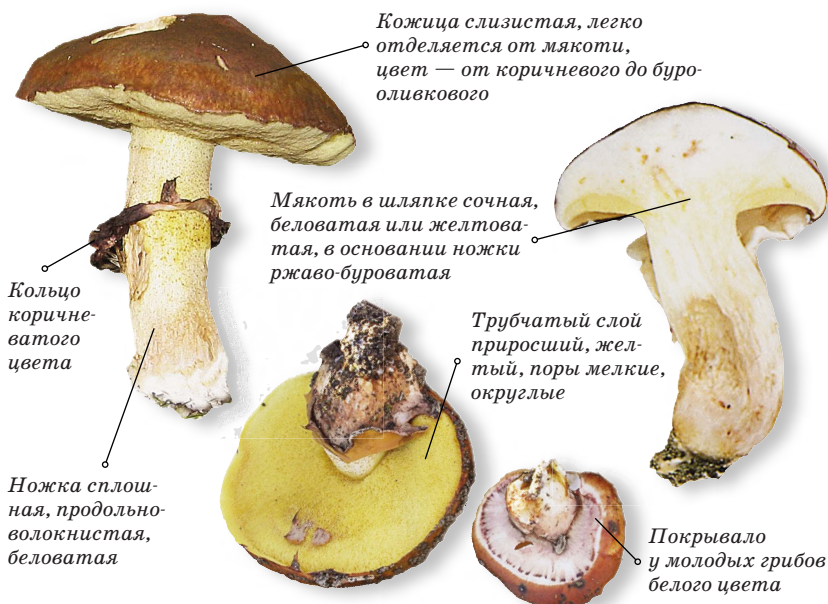 Кожица слизистая, легко
отделяется от мякоти,
цвет — от коричневого до буро-
оливкового
Мякоть в шляпке сочная,
беловатая или желтова-
тая, в основании ножки
ржаво-буроватая
Кольцо
коричне-
ватого
цвета
Трубчатый слой
приросший, жел-
тый, поры мелкие,
округлые
Ножка сплош-
ная, продольно-
волокнистая,
беловатая
Покрывало
у молодых грибов
белого цвета